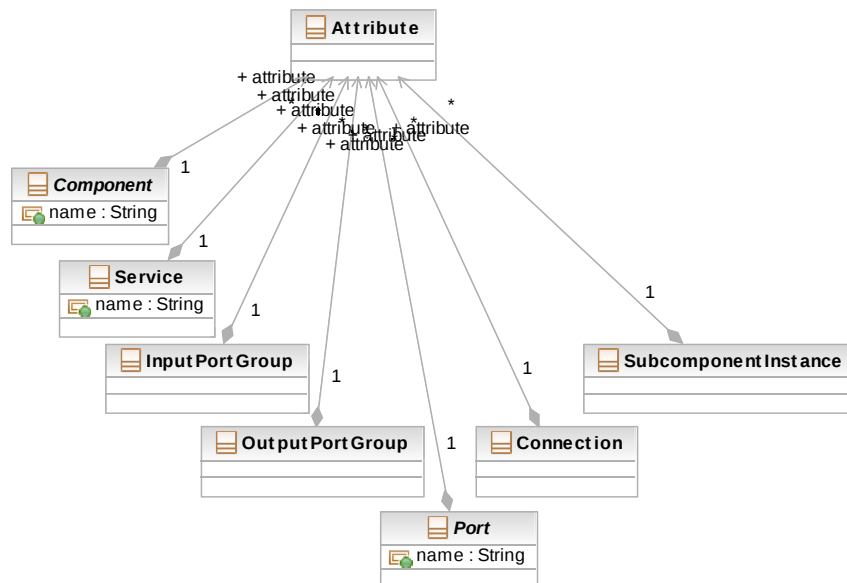 Attribute
+ attribute
+ attribute
*
+ attribute
*
+ attribute
*
+ attribute
*
+ attribute
+ attribute
*
1
Component
name : String
1
Service
name : String
1
InputPortGroup
1
SubcomponentInstance
1
OutputPortGroup
1
Connection
1
Port
name : String